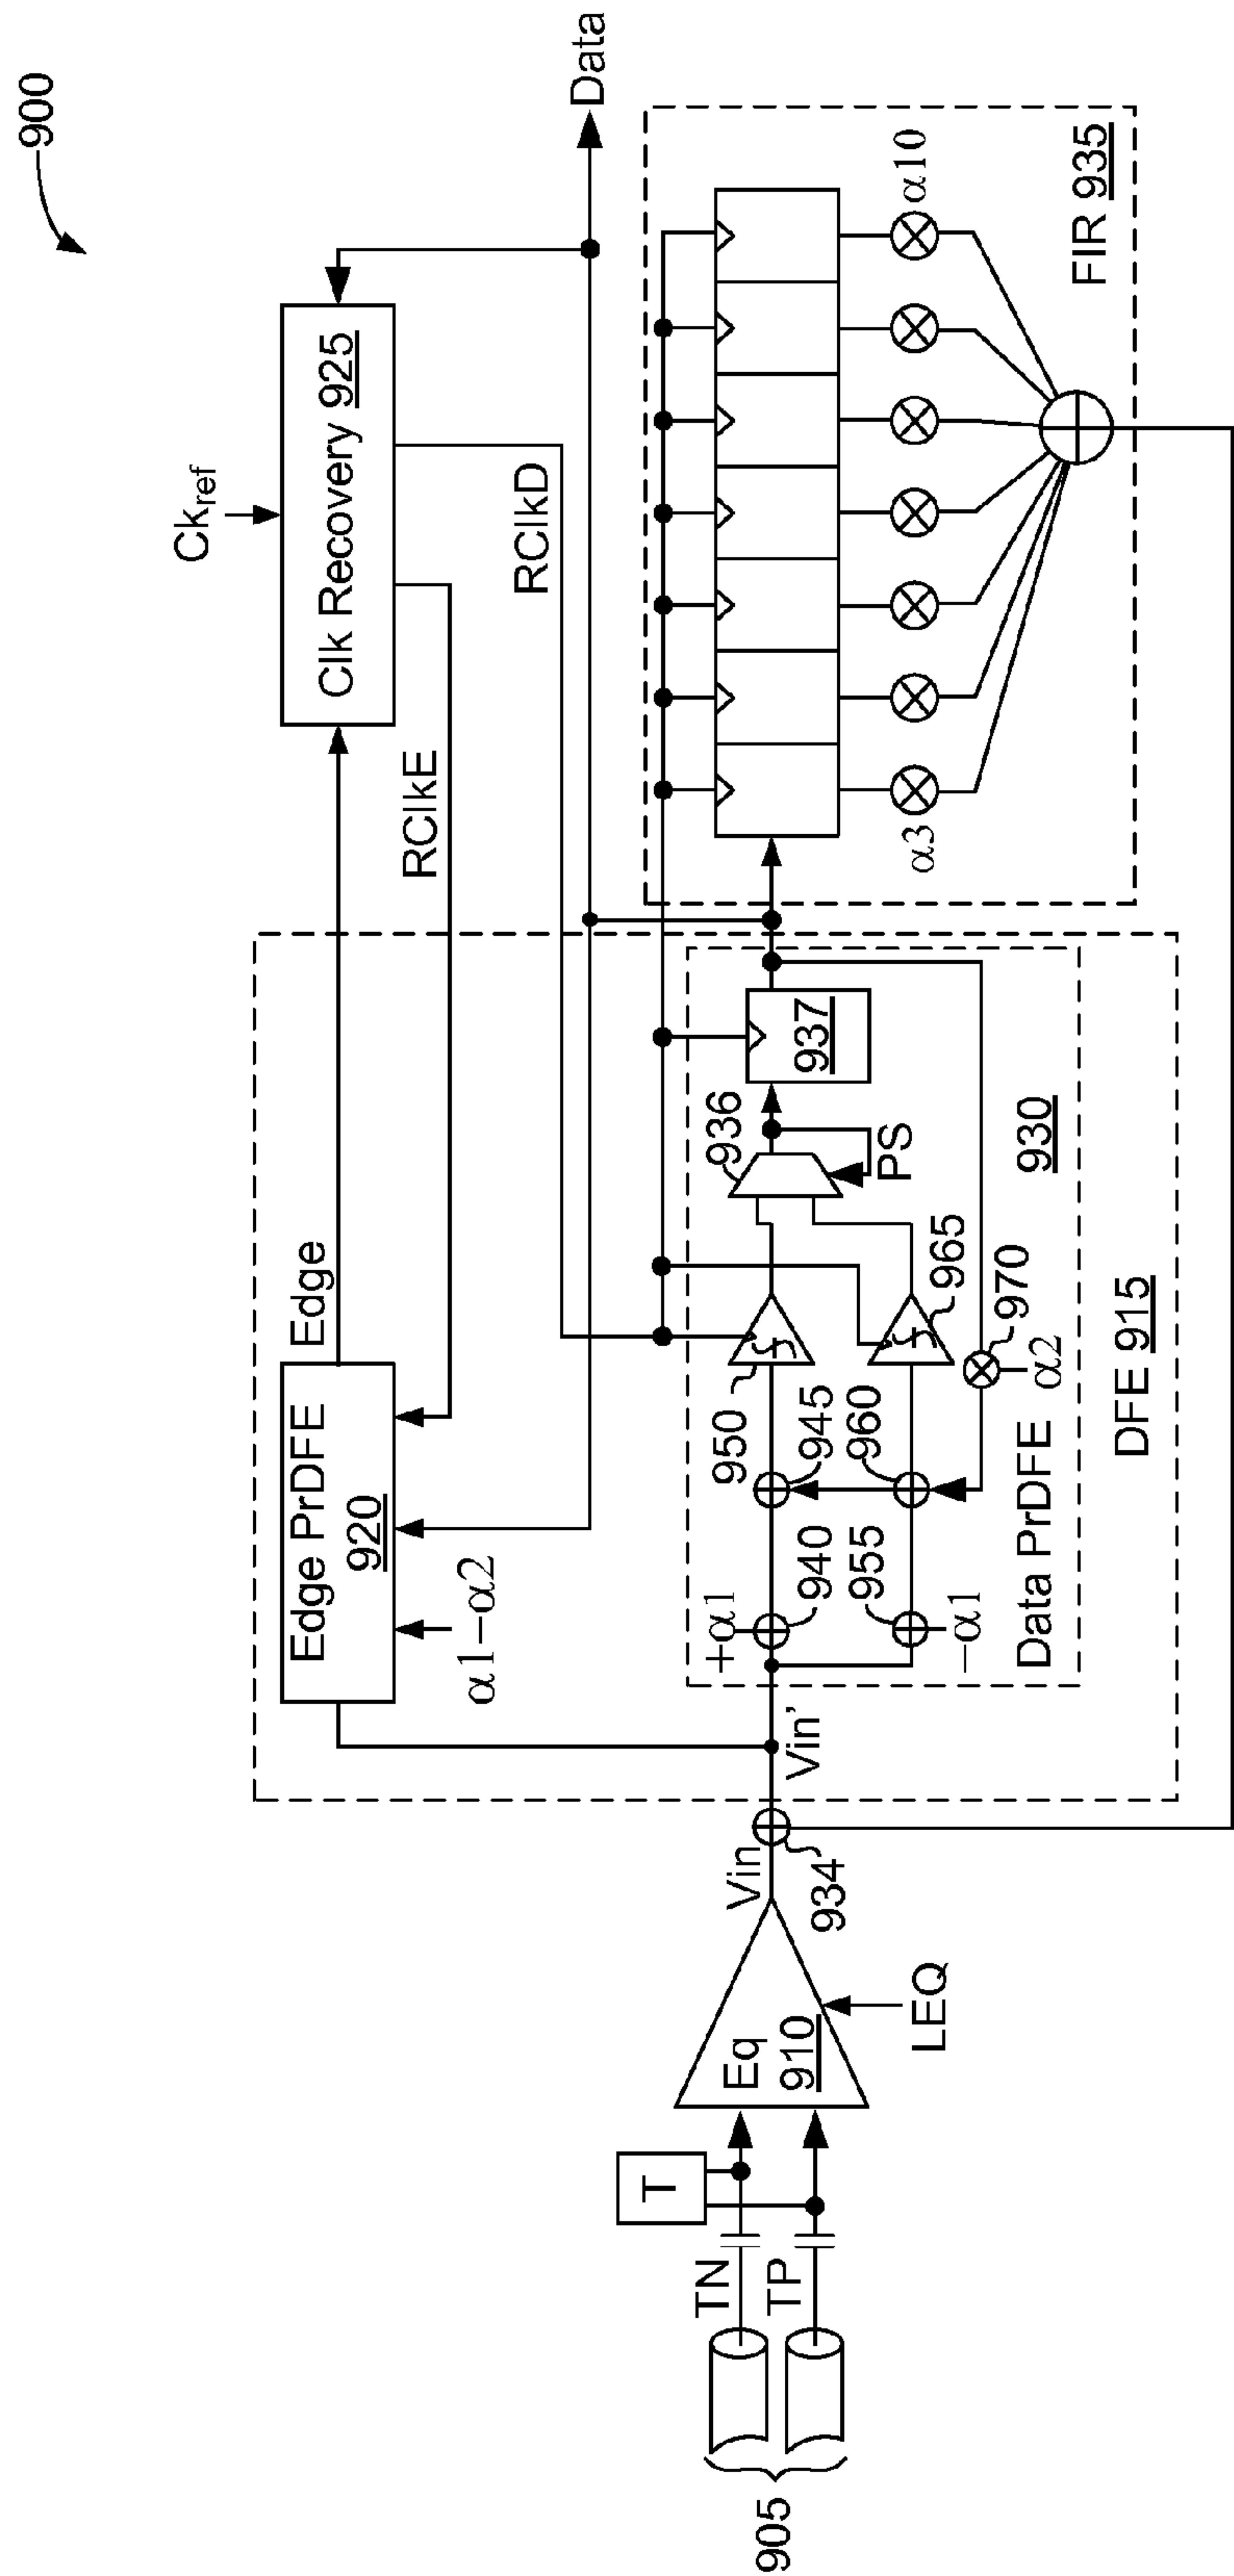 900
905
TN
TP
T
Eq
910
LEQ
Vin
934
Vin'
Edge PrDFE
920
α1–α2
Edge
RClkE
Ck_ref
Clk Recovery 925
RClkD
Data
+α1
940
945
950
936
PS
937
−α1
955
960
965
970
α2
Data PrDFE
930
DFE 915
α3
α10
FIR 935